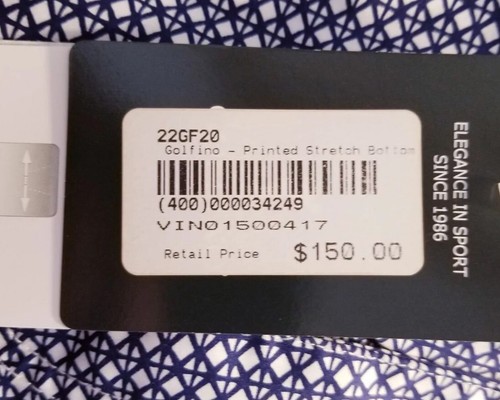 22GF20
Golfino - Printed Stretch Bottom
(400)000034249
VIN01500417
Retail Price $150.00
ELEGANCE IN SPORT
SINCE 1986